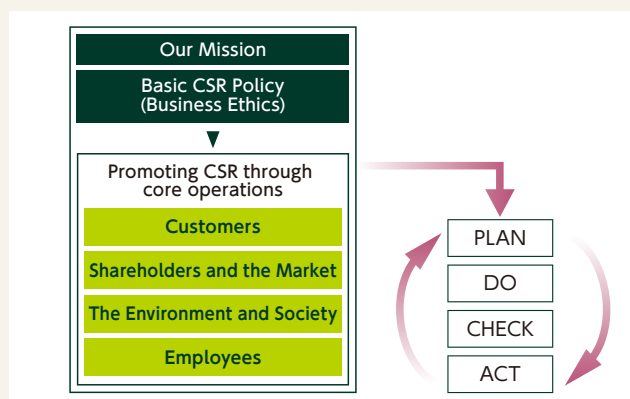 Our Mission
Basic CSR Policy
(Business Ethics)
Promoting CSR through
core operations
Customers
Shareholders and the Market
The Environment and Society
Employees
PLAN
DO
CHECK
ACT